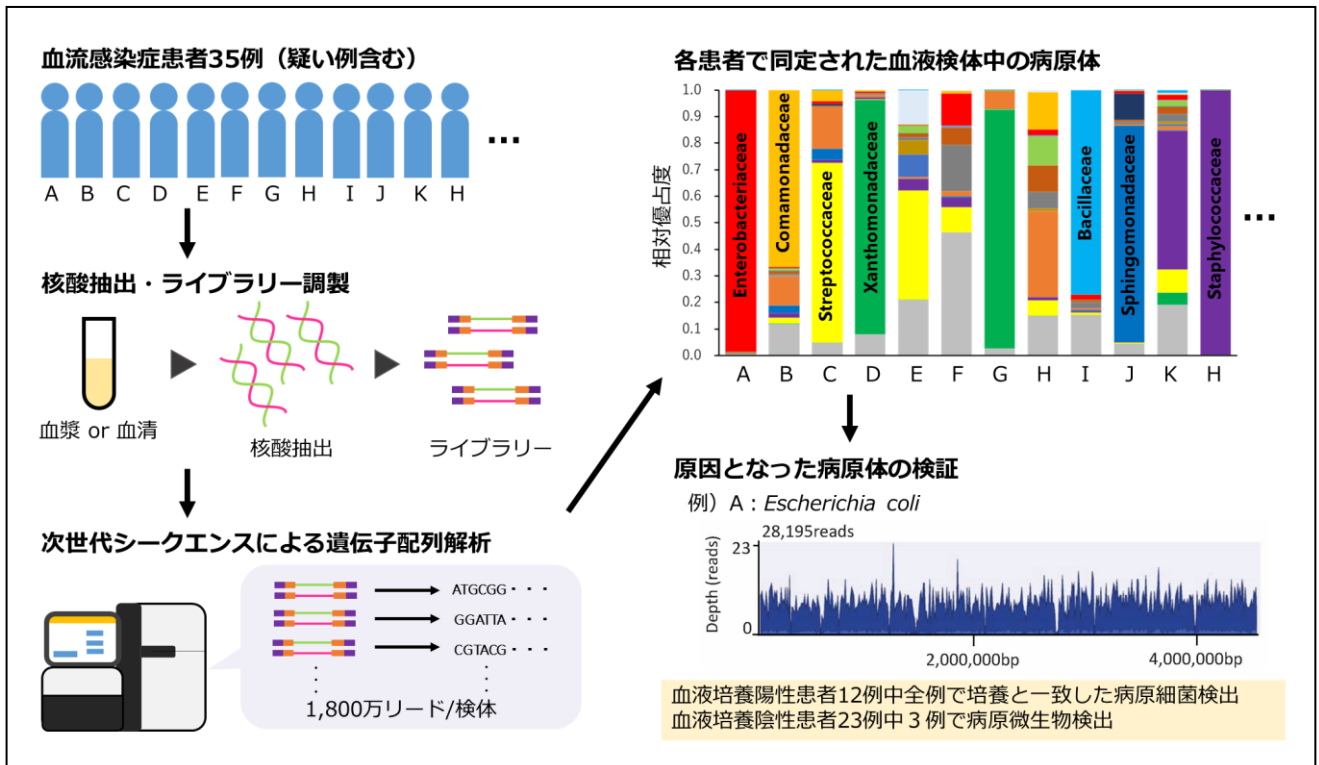 血流感染症患者35例（疑い例含む）
A B C D E F G H I J K H
...
核酸抽出・ライブラリー調製
血漿 or 血清
核酸抽出
ライブラリー
次世代シークエンスによる遺伝子配列解析
ATGCGG・・・
GGATTA・・・
CGTACG・・・
1,800万リード/検体
各患者で同定された血液検体中の病原体
相対優占度
1.0
0.9
0.8
0.7
0.6
0.5
0.4
0.3
0.2
0.1
0.0
Enterobacteriaceae
Comamonadaceae
Streptococcaceae
Xanthomonadaceae
Bacillaceae
Sphingomonadaceae
Staphylococcaceae
...
A B C D E F G H I J K H
原因となった病原体の検証
例）A：Escherichia coli
28,195reads
Depth (reads)
23
0
2,000,000bp
4,000,000bp
血液培養陽性患者12例中全例で培養と一致した病原細菌検出
血液培養陰性患者23例中３例で病原微生物検出